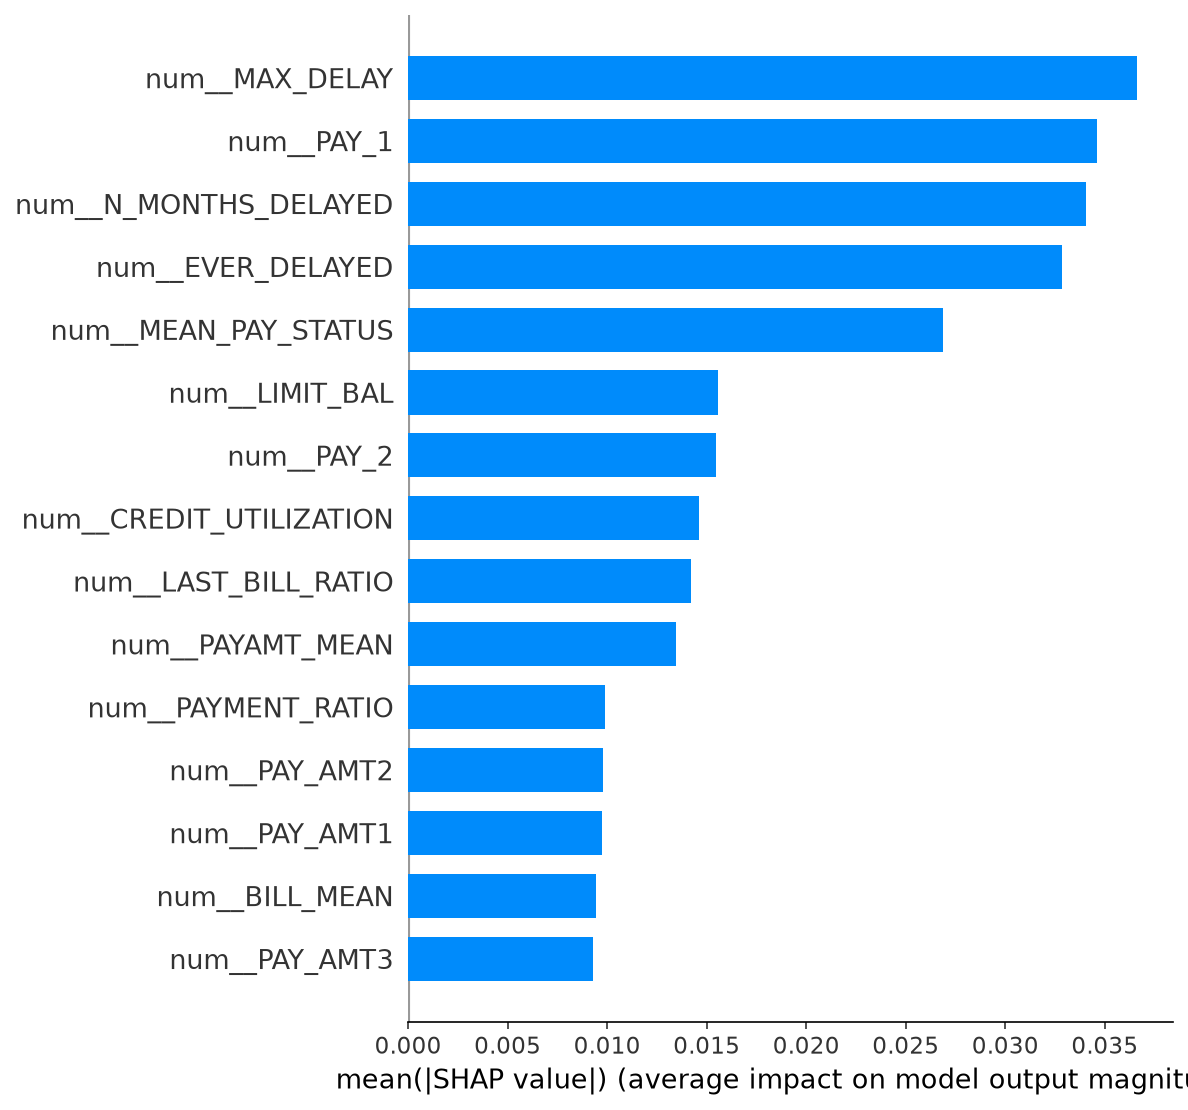 num__MAX_DELAY
num__PAY_1
num__N_MONTHS_DELAYED
num__EVER_DELAYED
num__MEAN_PAY_STATUS
num__LIMIT_BAL
num__PAY_2
num__CREDIT_UTILIZATION
num__LAST_BILL_RATIO
num__PAYAMT_MEAN
num__PAYMENT_RATIO
num__PAY_AMT2
num__PAY_AMT1
num__BILL_MEAN
num__PAY_AMT3
0.000 0.005 0.010 0.015 0.020 0.025 0.030 0.035
mean(|SHAP value|) (average impact on model output